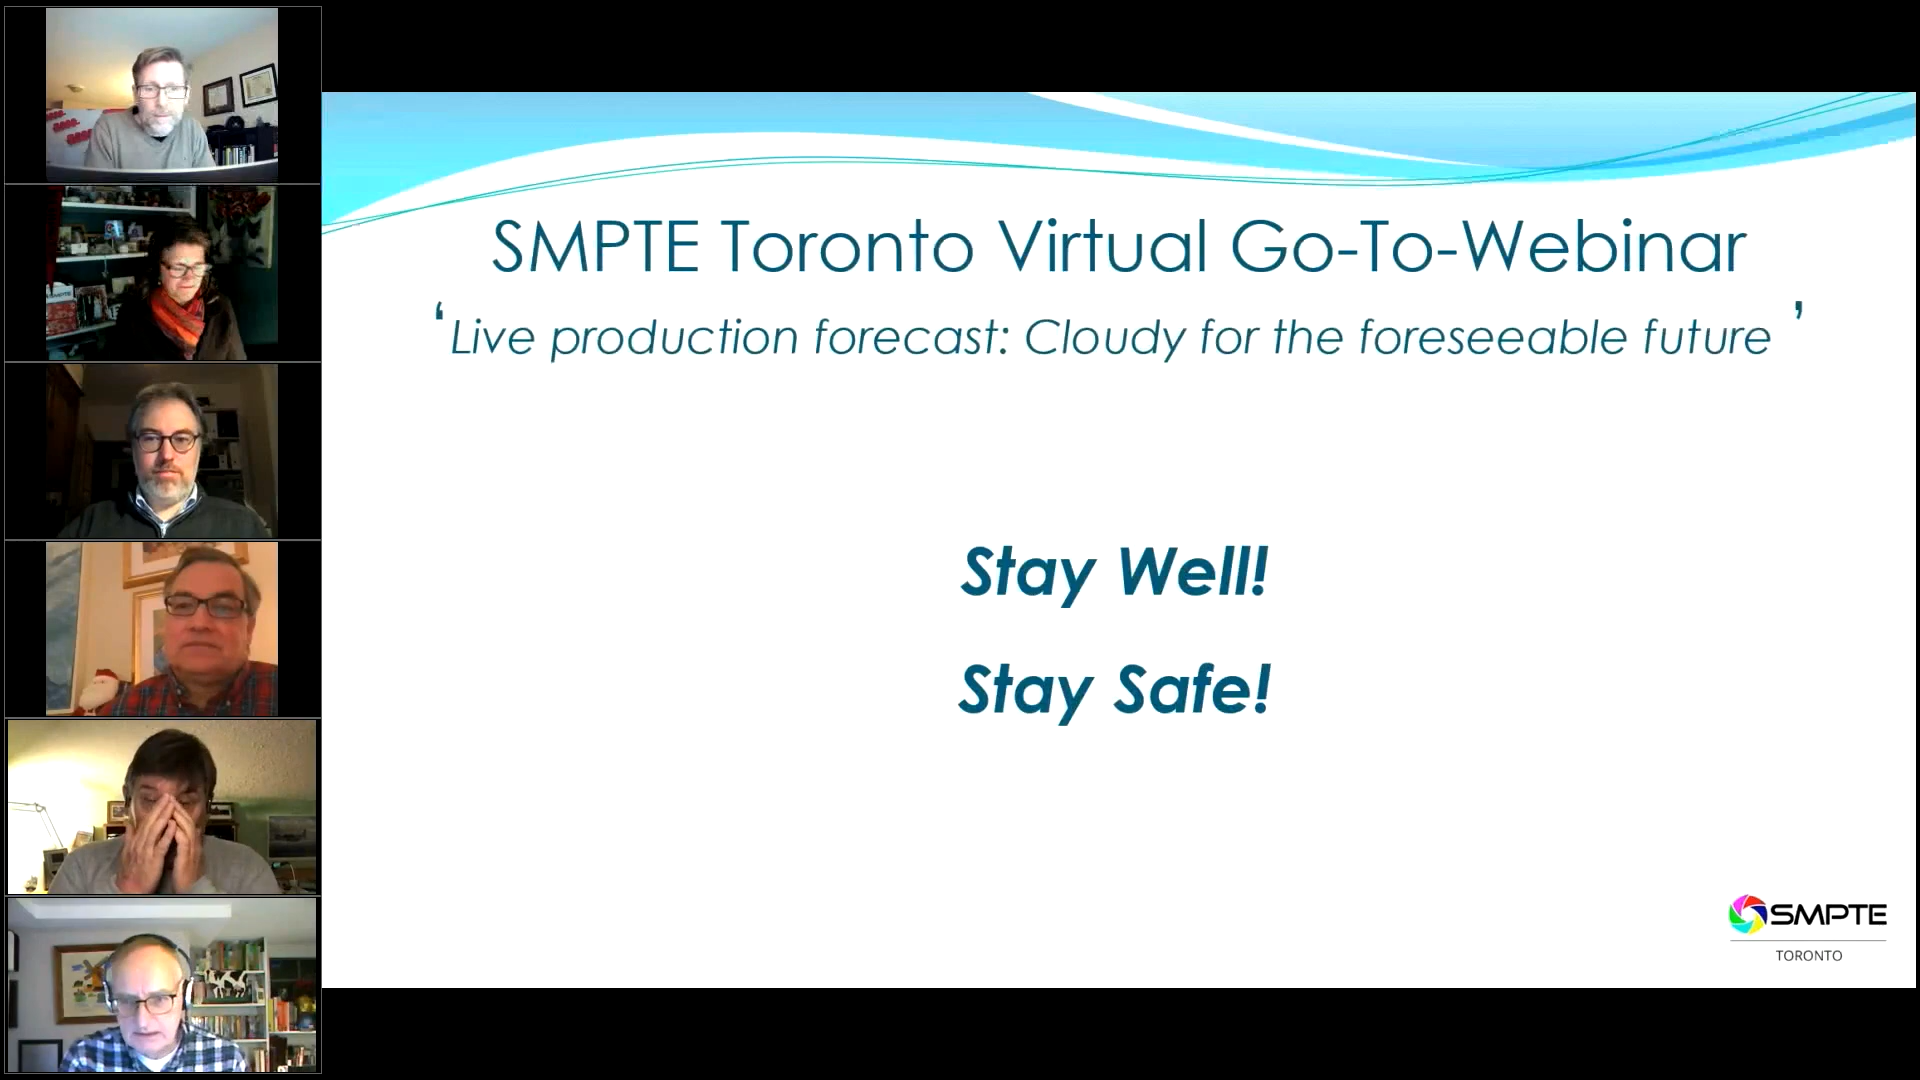 SMPTE Toronto Virtual Go-To-Webinar
‘Live production forecast: Cloudy for the foreseeable future ’
Stay Well!
Stay Safe!
SMPTE
TORONTO
SMPTE